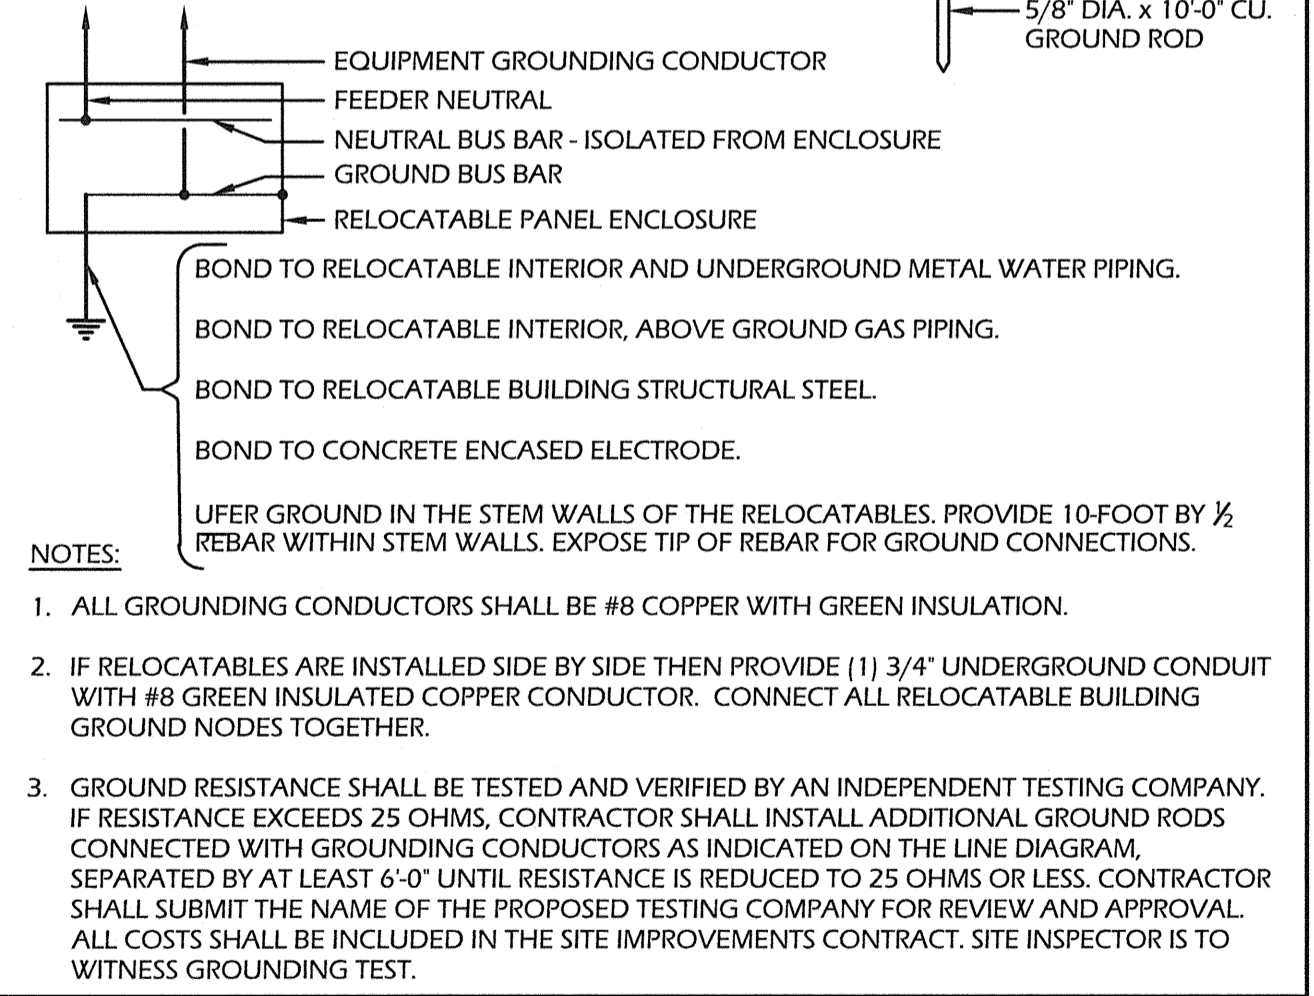 5/8" DIA. x 10'-0" CU.
GROUND ROD
EQUIPMENT GROUNDING CONDUCTOR
FEEDER NEUTRAL
NEUTRAL BUS BAR - ISOLATED FROM ENCLOSURE
GROUND BUS BAR
RELOCATABLE PANEL ENCLOSURE
BOND TO RELOCATABLE INTERIOR AND UNDERGROUND METAL WATER PIPING.
BOND TO RELOCATABLE INTERIOR, ABOVE GROUND GAS PIPING.
BOND TO RELOCATABLE BUILDING STRUCTURAL STEEL.
BOND TO CONCRETE ENCASED ELECTRODE.
UFER GROUND IN THE STEM WALLS OF THE RELOCATABLES. PROVIDE 10-FOOT BY ½
REBAR WITHIN STEM WALLS. EXPOSE TIP OF REBAR FOR GROUND CONNECTIONS.
NOTES:
1. ALL GROUNDING CONDUCTORS SHALL BE #8 COPPER WITH GREEN INSULATION.
2. IF RELOCATABLES ARE INSTALLED SIDE BY SIDE THEN PROVIDE (1) 3/4" UNDERGROUND CONDUIT
WITH #8 GREEN INSULATED COPPER CONDUCTOR. CONNECT ALL RELOCATABLE BUILDING
GROUND NODES TOGETHER.
3. GROUND RESISTANCE SHALL BE TESTED AND VERIFIED BY AN INDEPENDENT TESTING COMPANY.
IF RESISTANCE EXCEEDS 25 OHMS, CONTRACTOR SHALL INSTALL ADDITIONAL GROUND RODS
CONNECTED WITH GROUNDING CONDUCTORS AS INDICATED ON THE LINE DIAGRAM,
SEPARATED BY AT LEAST 6'-0" UNTIL RESISTANCE IS REDUCED TO 25 OHMS OR LESS. CONTRACTOR
SHALL SUBMIT THE NAME OF THE PROPOSED TESTING COMPANY FOR REVIEW AND APPROVAL.
ALL COSTS SHALL BE INCLUDED IN THE SITE IMPROVEMENTS CONTRACT. SITE INSPECTOR IS TO
WITNESS GROUNDING TEST.